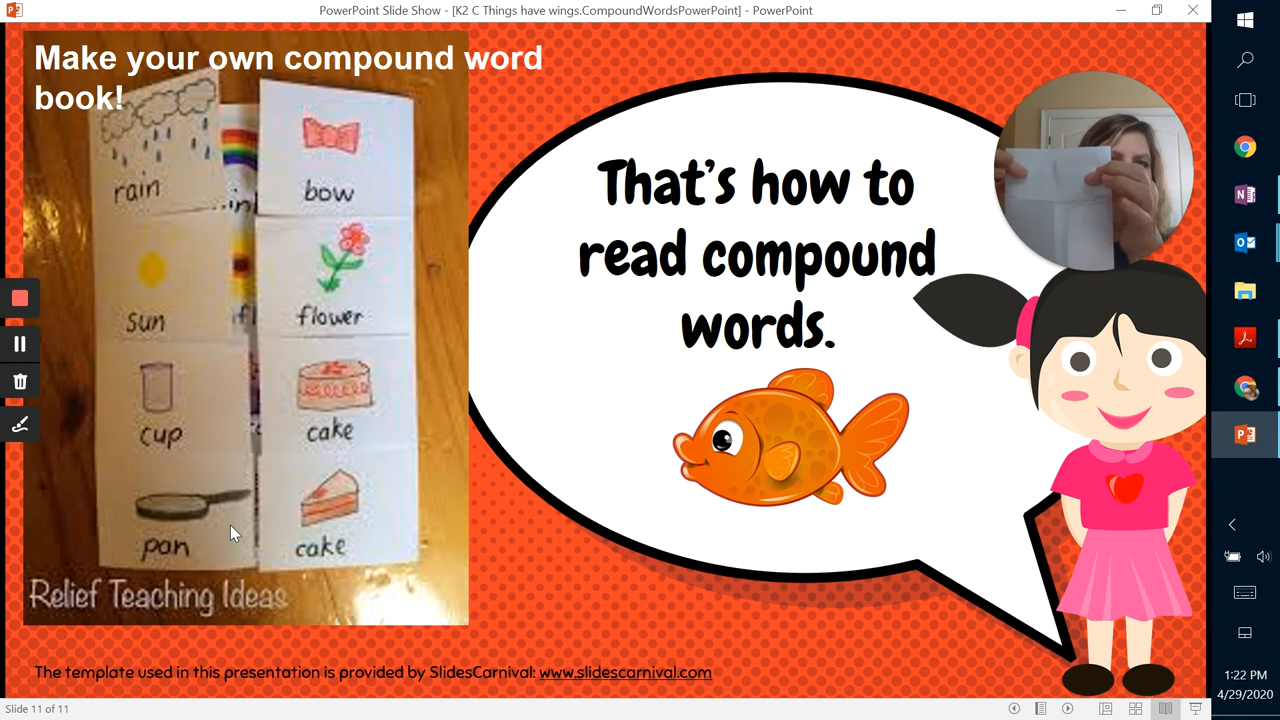 PowerPoint Slide Show - [K2 C Things have wings.CompoundWordsPowerPoint] - PowerPoint
Make your own compound word
book!
rain
bow
sun
flower
cup
cake
pan
cake
Relief Teaching Ideas
That's how to
read compound
words.
The template used in this presentation is provided by SlidesCarnival: www.slidescarnival.com
Slide 11 of 11
1:22 PM
4/29/2020